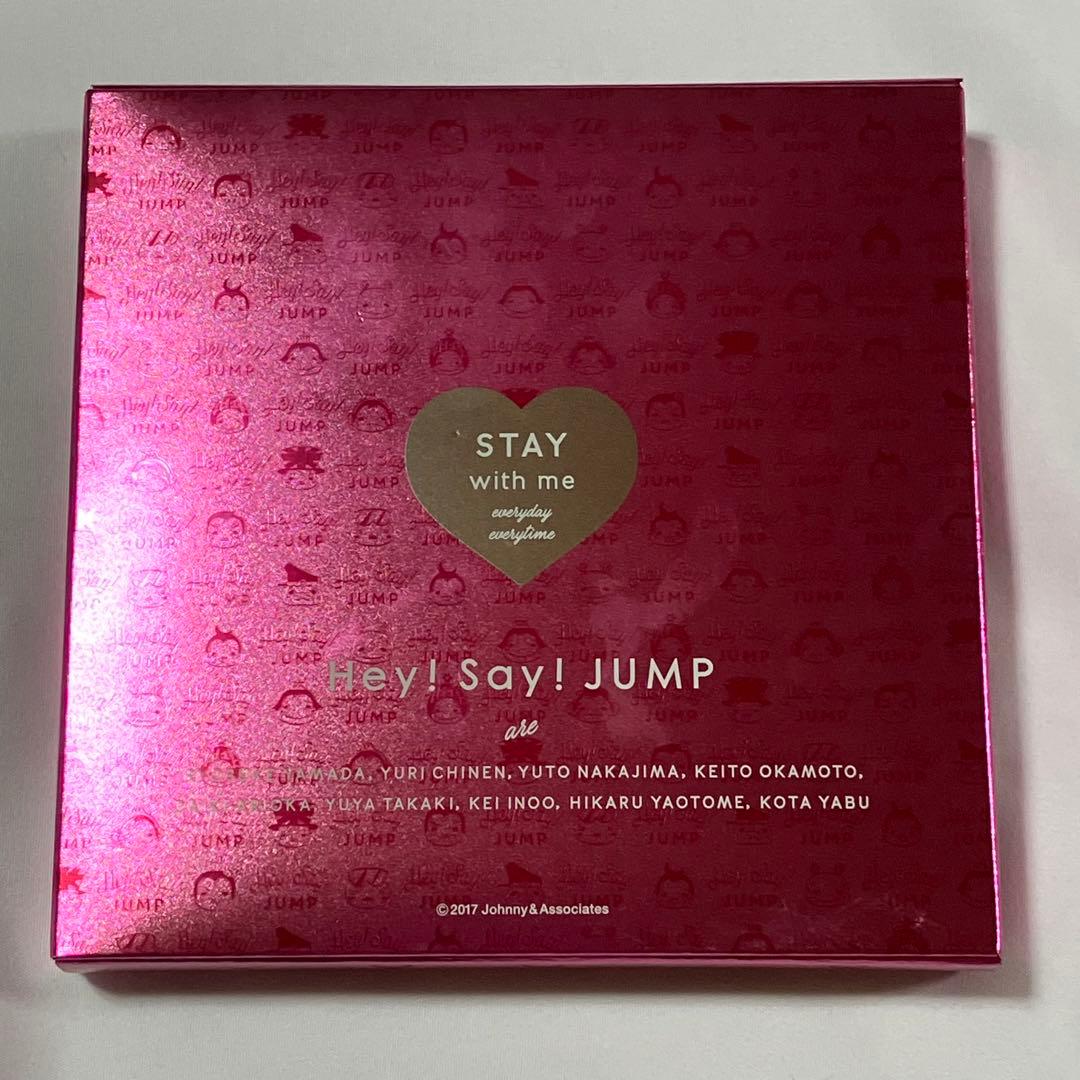 STAY
with me
everyday
everytime
Hey! Say! JUMP
are
YAMADA, YURI CHINEN, YUTO NAKAJIMA, KEITO OKAMOTO,
YUYA TAKAKI, KEI INOO, HIKARU YAOTOME, KOTA YABU
©2017 Johnny&Associates